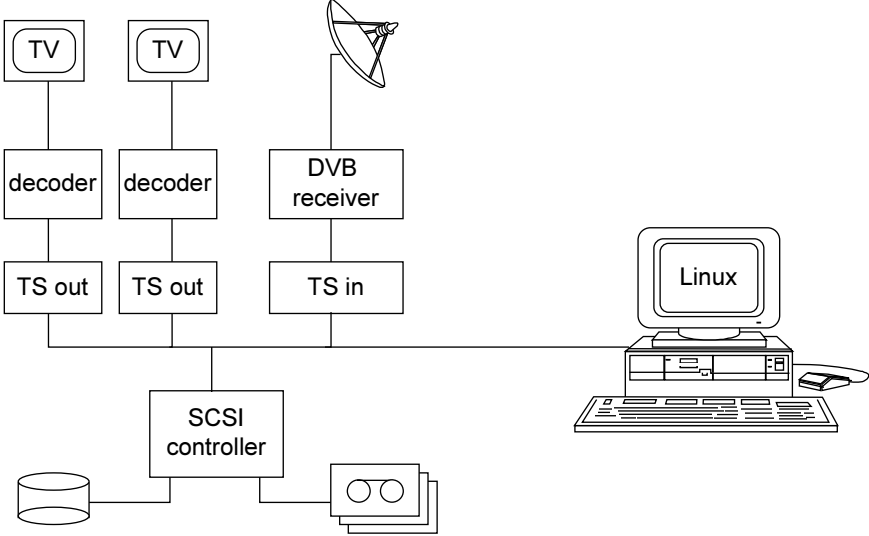 TV
TV
decoder
decoder
DVB
receiver
TS out
TS out
TS in
Linux
SCSI
controller